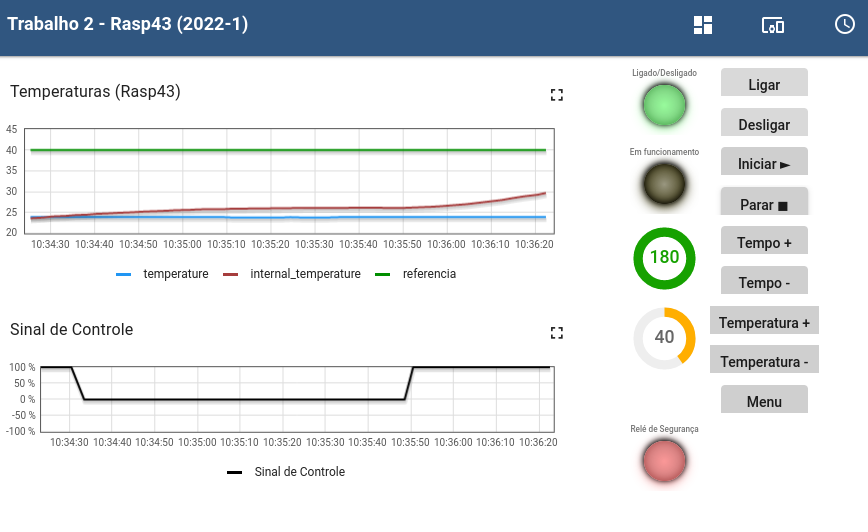 Trabalho 2 - Rasp43 (2022-1)
Temperaturas (Rasp43)
45
40
35
30
25
20
10:34:30 10:34:40 10:34:50 10:35:00 10:35:10 10:35:20 10:35:30 10:35:40 10:35:50 10:36:00 10:36:10 10:36:20
temperature internal_temperature referencia
Sinal de Controle
100 %
50 %
0 %
-50 %
-100 %
10:34:30 10:34:40 10:34:50 10:35:00 10:35:10 10:35:20 10:35:30 10:35:40 10:35:50 10:36:00 10:36:10 10:36:20
Sinal de Controle
Ligado/Desligado
Em funcionamento
180
40
Relé de Segurança
Ligar
Desligar
Iniciar ►
Parar ■
Tempo +
Tempo -
Temperatura +
Temperatura -
Menu